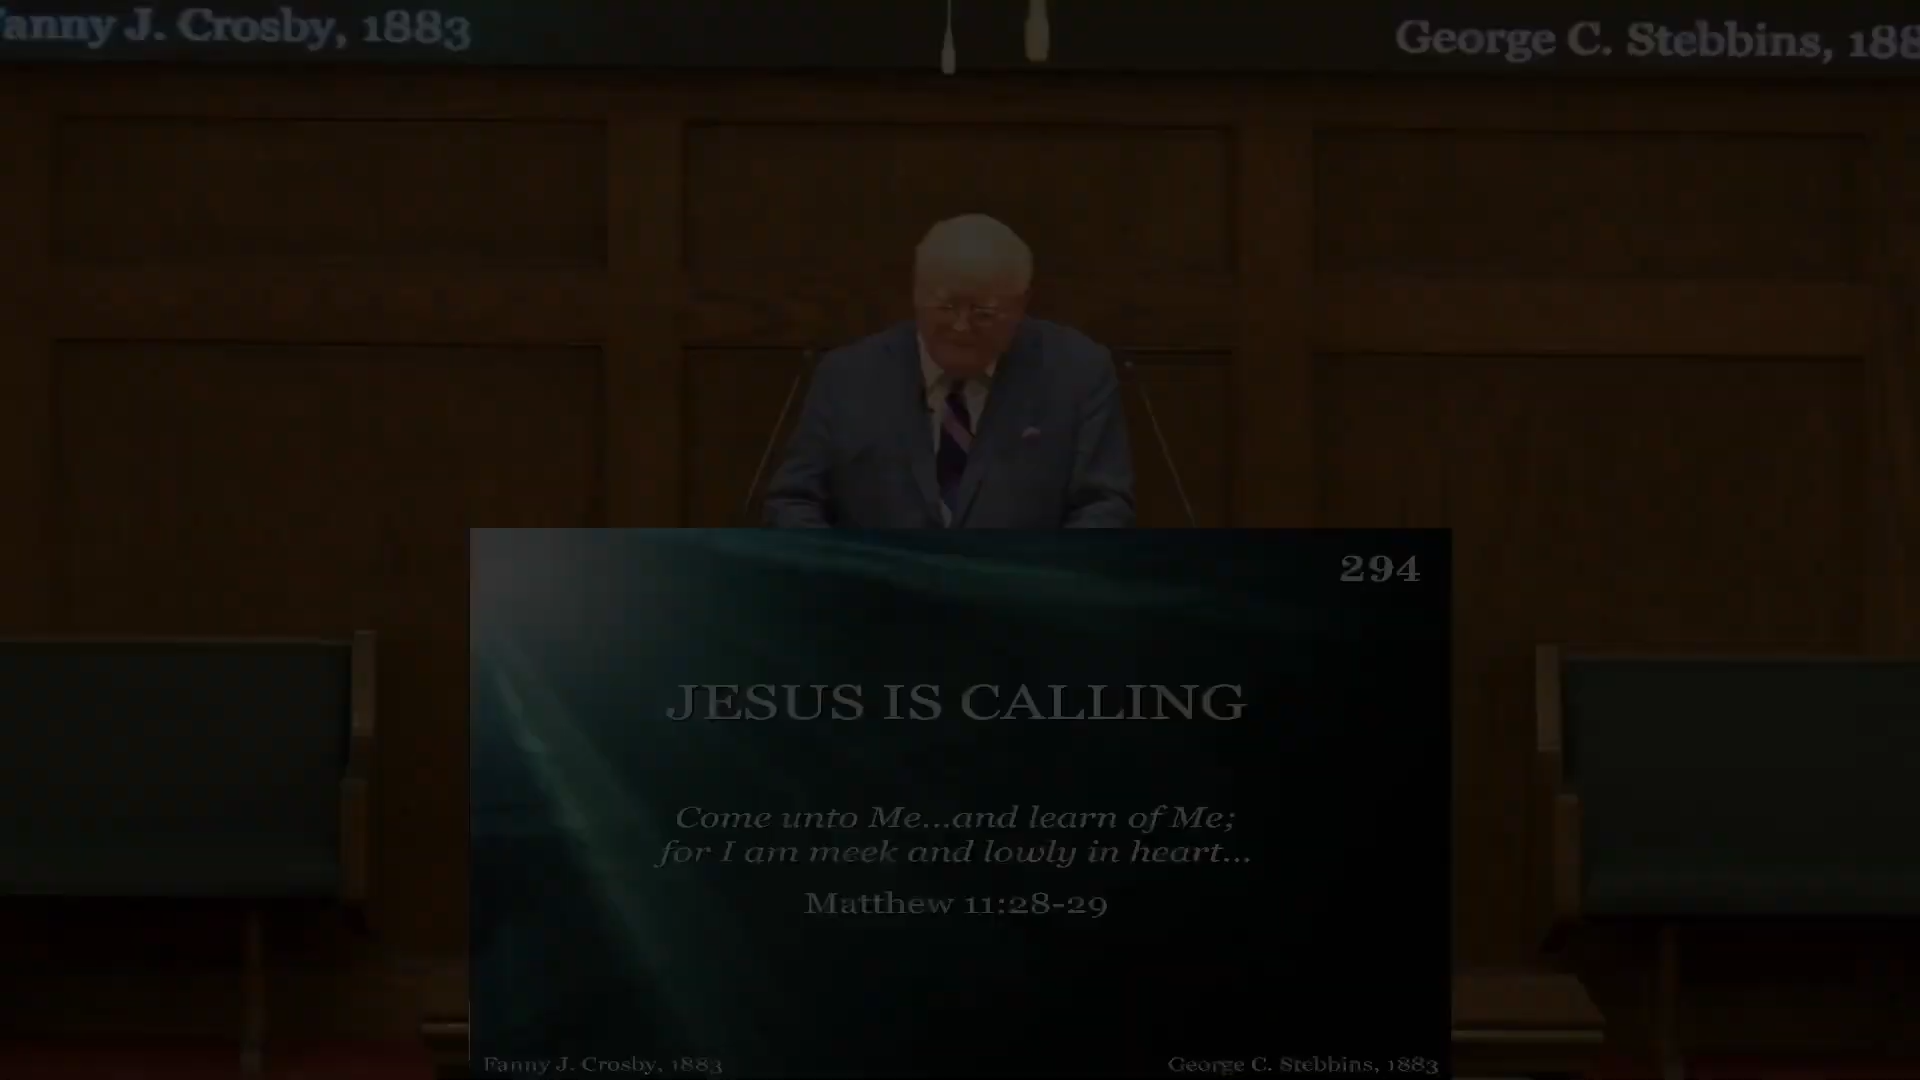 Fanny J. Crosby, 1883
George C. Stebbins, 188
294
JESUS IS CALLING
Come unto Me...and learn of Me;
for I am meek and lowly in heart...
Matthew 11:28-29
Fanny J. Crosby, 1883
George C. Stebbins, 1883